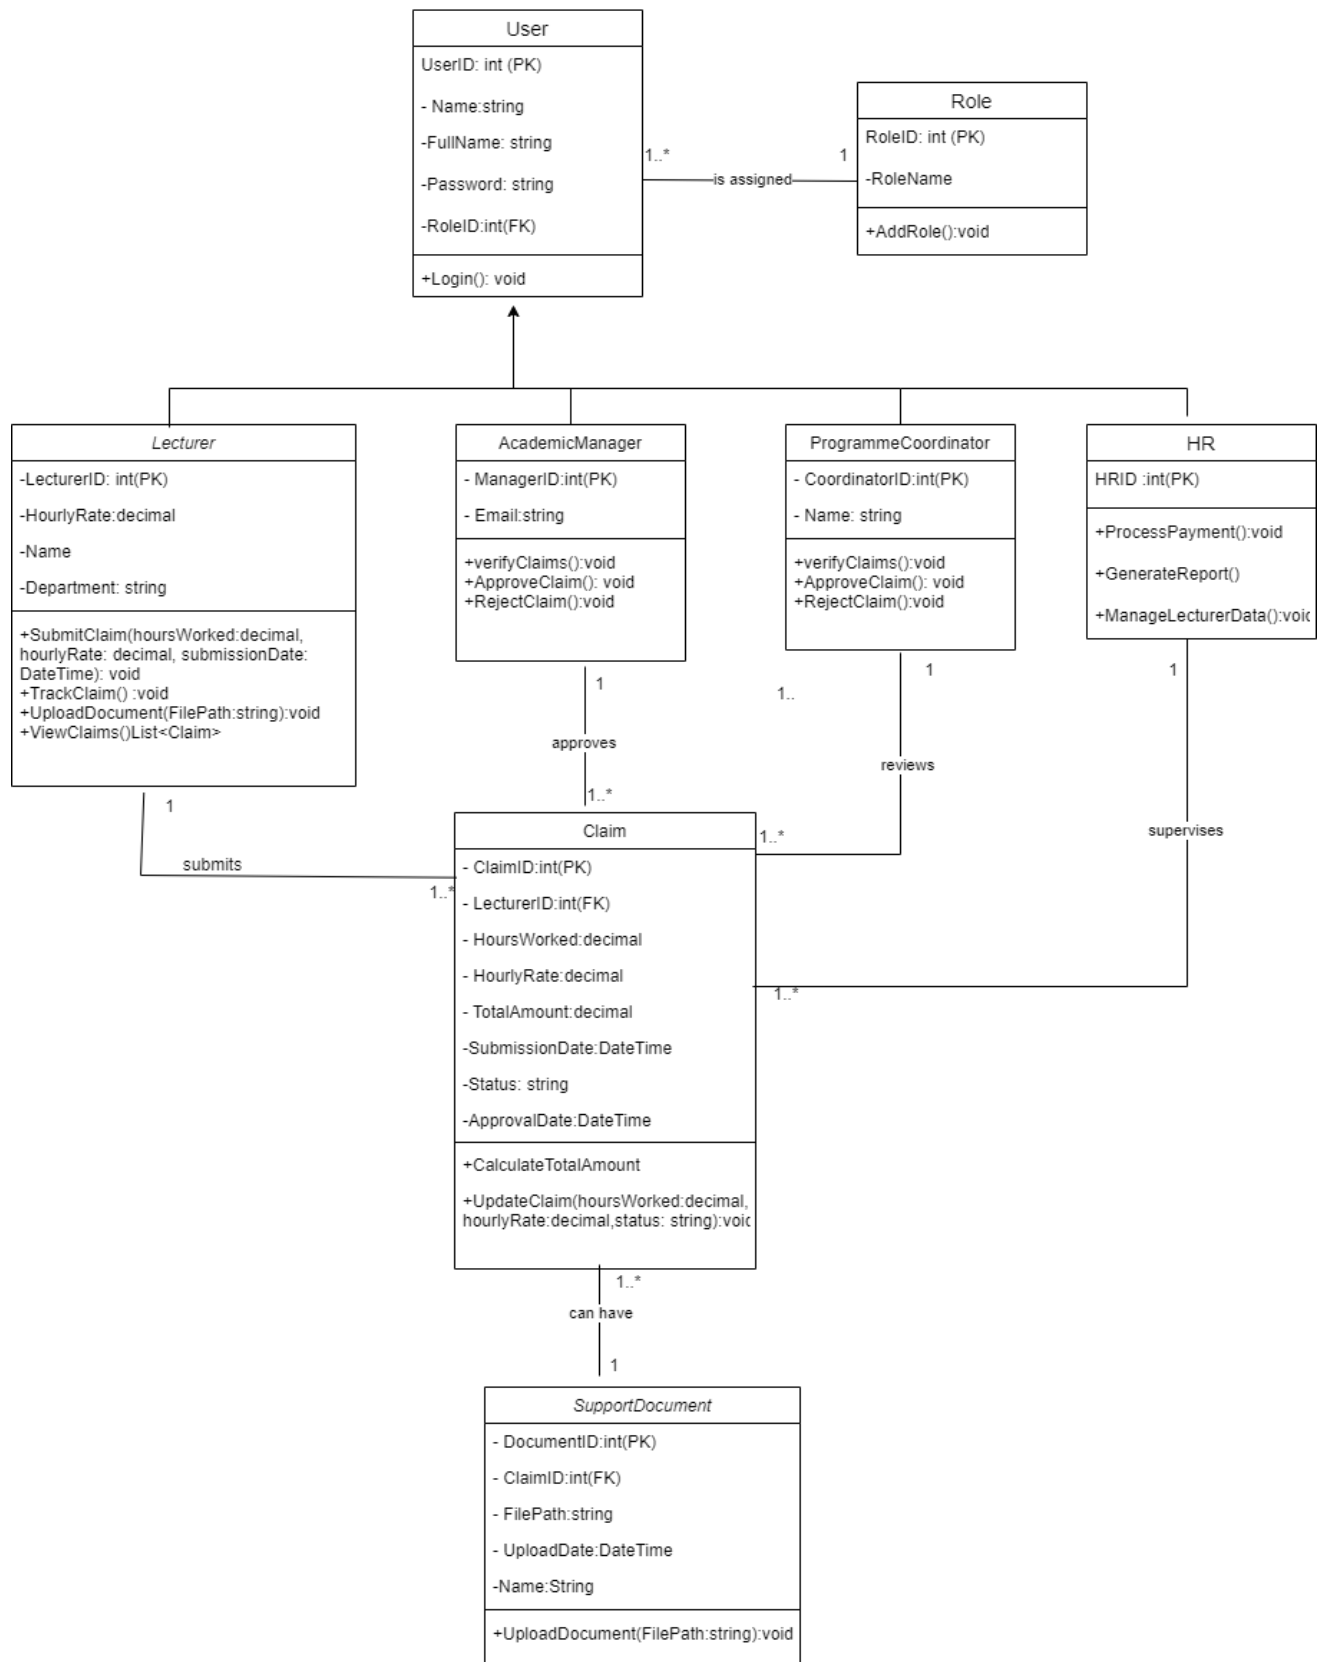 User
UserID: int (PK)
- Name:string
-FullName: string
-Password: string
-RoleID:int(FK)
+Login(): void
Role
RoleID: int (PK)
-RoleName
+AddRole():void
1..*
1
is assigned
Lecturer
-LecturerID: int(PK)
-HourlyRate:decimal
-Name
-Department: string
+SubmitClaim(hoursWorked:decimal,
hourlyRate: decimal, submissionDate:
DateTime): void
+TrackClaim() :void
+UploadDocument(FilePath:string):void
+ViewClaims()List<Claim>
AcademicManager
- ManagerID:int(PK)
- Email:string
+verifyClaims():void
+ApproveClaim(): void
+RejectClaim():void
ProgrammeCoordinator
- CoordinatorID:int(PK)
- Name: string
+verifyClaims():void
+ApproveClaim(): void
+RejectClaim():void
HR
HRID :int(PK)
+ProcessPayment():void
+GenerateReport()
+ManageLecturerData():void
1
submits
1..*
1
approves
1..*
1..
1
reviews
1..*
1
supervises
1..*
Claim
- ClaimID:int(PK)
- LecturerID:int(FK)
- HoursWorked:decimal
- HourlyRate:decimal
- TotalAmount:decimal
-SubmissionDate:DateTime
-Status: string
-ApprovalDate:DateTime
+CalculateTotalAmount
+UpdateClaim(hoursWorked:decimal,
hourlyRate:decimal,status: string):void
1..*
can have
1
SupportDocument
- DocumentID:int(PK)
- ClaimID:int(FK)
- FilePath:string
- UploadDate:DateTime
-Name:String
+UploadDocument(FilePath:string):void